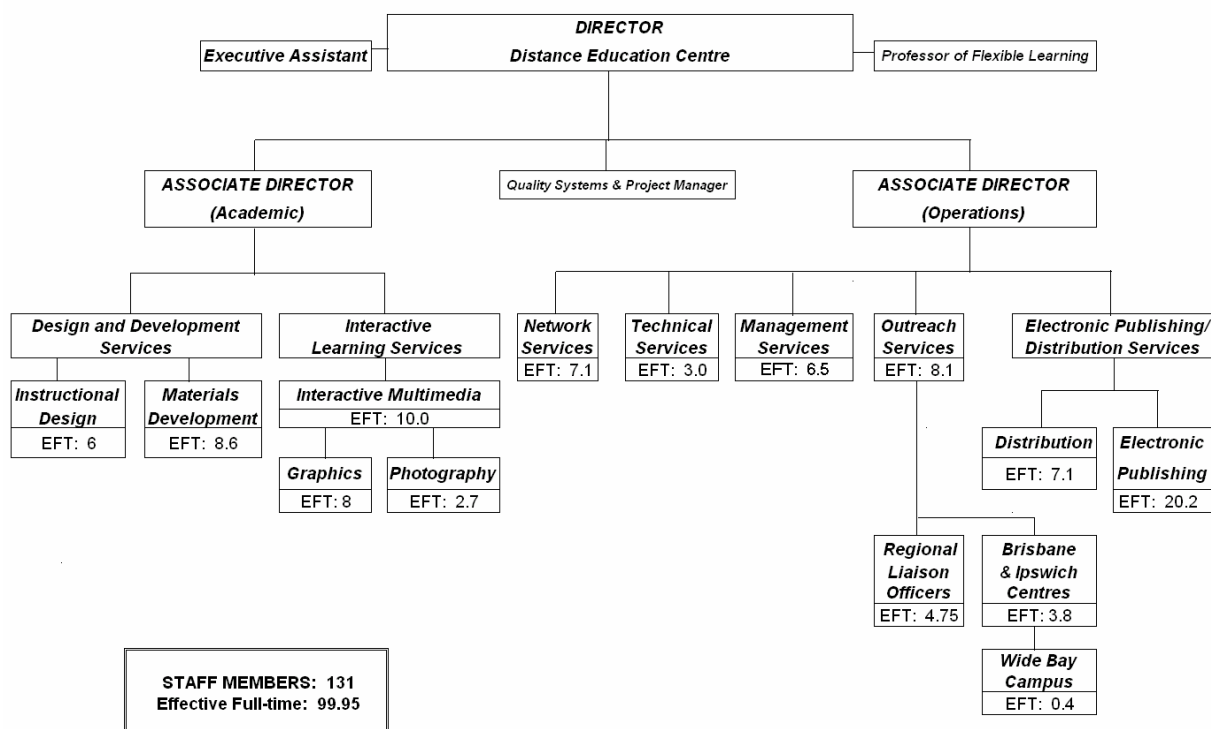 DIRECTOR
Distance Education Centre
Executive Assistant
Professor of Flexible Learning
ASSOCIATE DIRECTOR
(Academic)
Quality Systems & Project Manager
ASSOCIATE DIRECTOR
(Operations)
Design and Development
Services
Interactive
Learning Services
Network
Services
EFT: 7.1
Technical
Services
EFT: 3.0
Management
Services
EFT: 6.5
Outreach
Services
EFT: 8.1
Electronic Publishing/
Distribution Services
Instructional
Design
EFT: 6
Materials
Development
EFT: 8.6
Interactive Multimedia
EFT: 10.0
Graphics
EFT: 8
Photography
EFT: 2.7
Distribution
EFT: 7.1
Electronic
Publishing
EFT: 20.2
Regional
Liaison
Officers
EFT: 4.75
Brisbane
& Ipswich
Centres
EFT: 3.8
Wide Bay
Campus
EFT: 0.4
STAFF MEMBERS: 131
Effective Full-time: 99.95